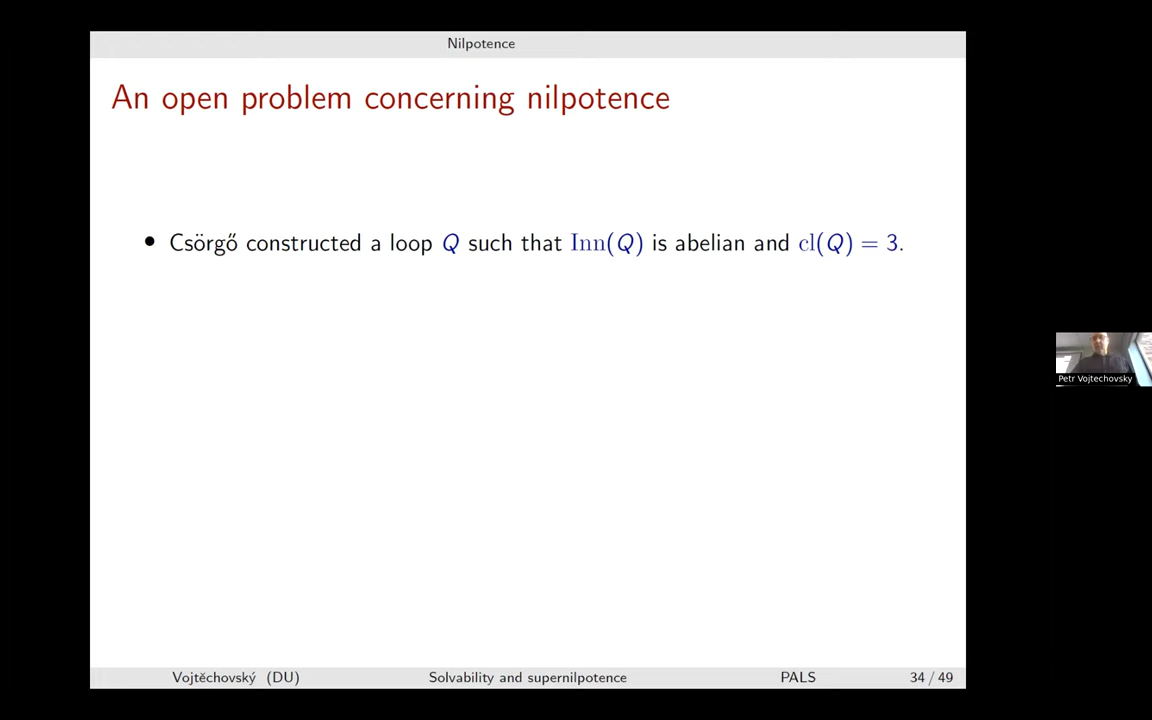 Nilpotence
An open problem concerning nilpotence
• Csörgő constructed a loop Q such that Inn(Q) is abelian and cl(Q) = 3.
Petr Vojtechovsky
Vojtěchovský (DU) Solvability and supernilpotence PALS 34 / 49